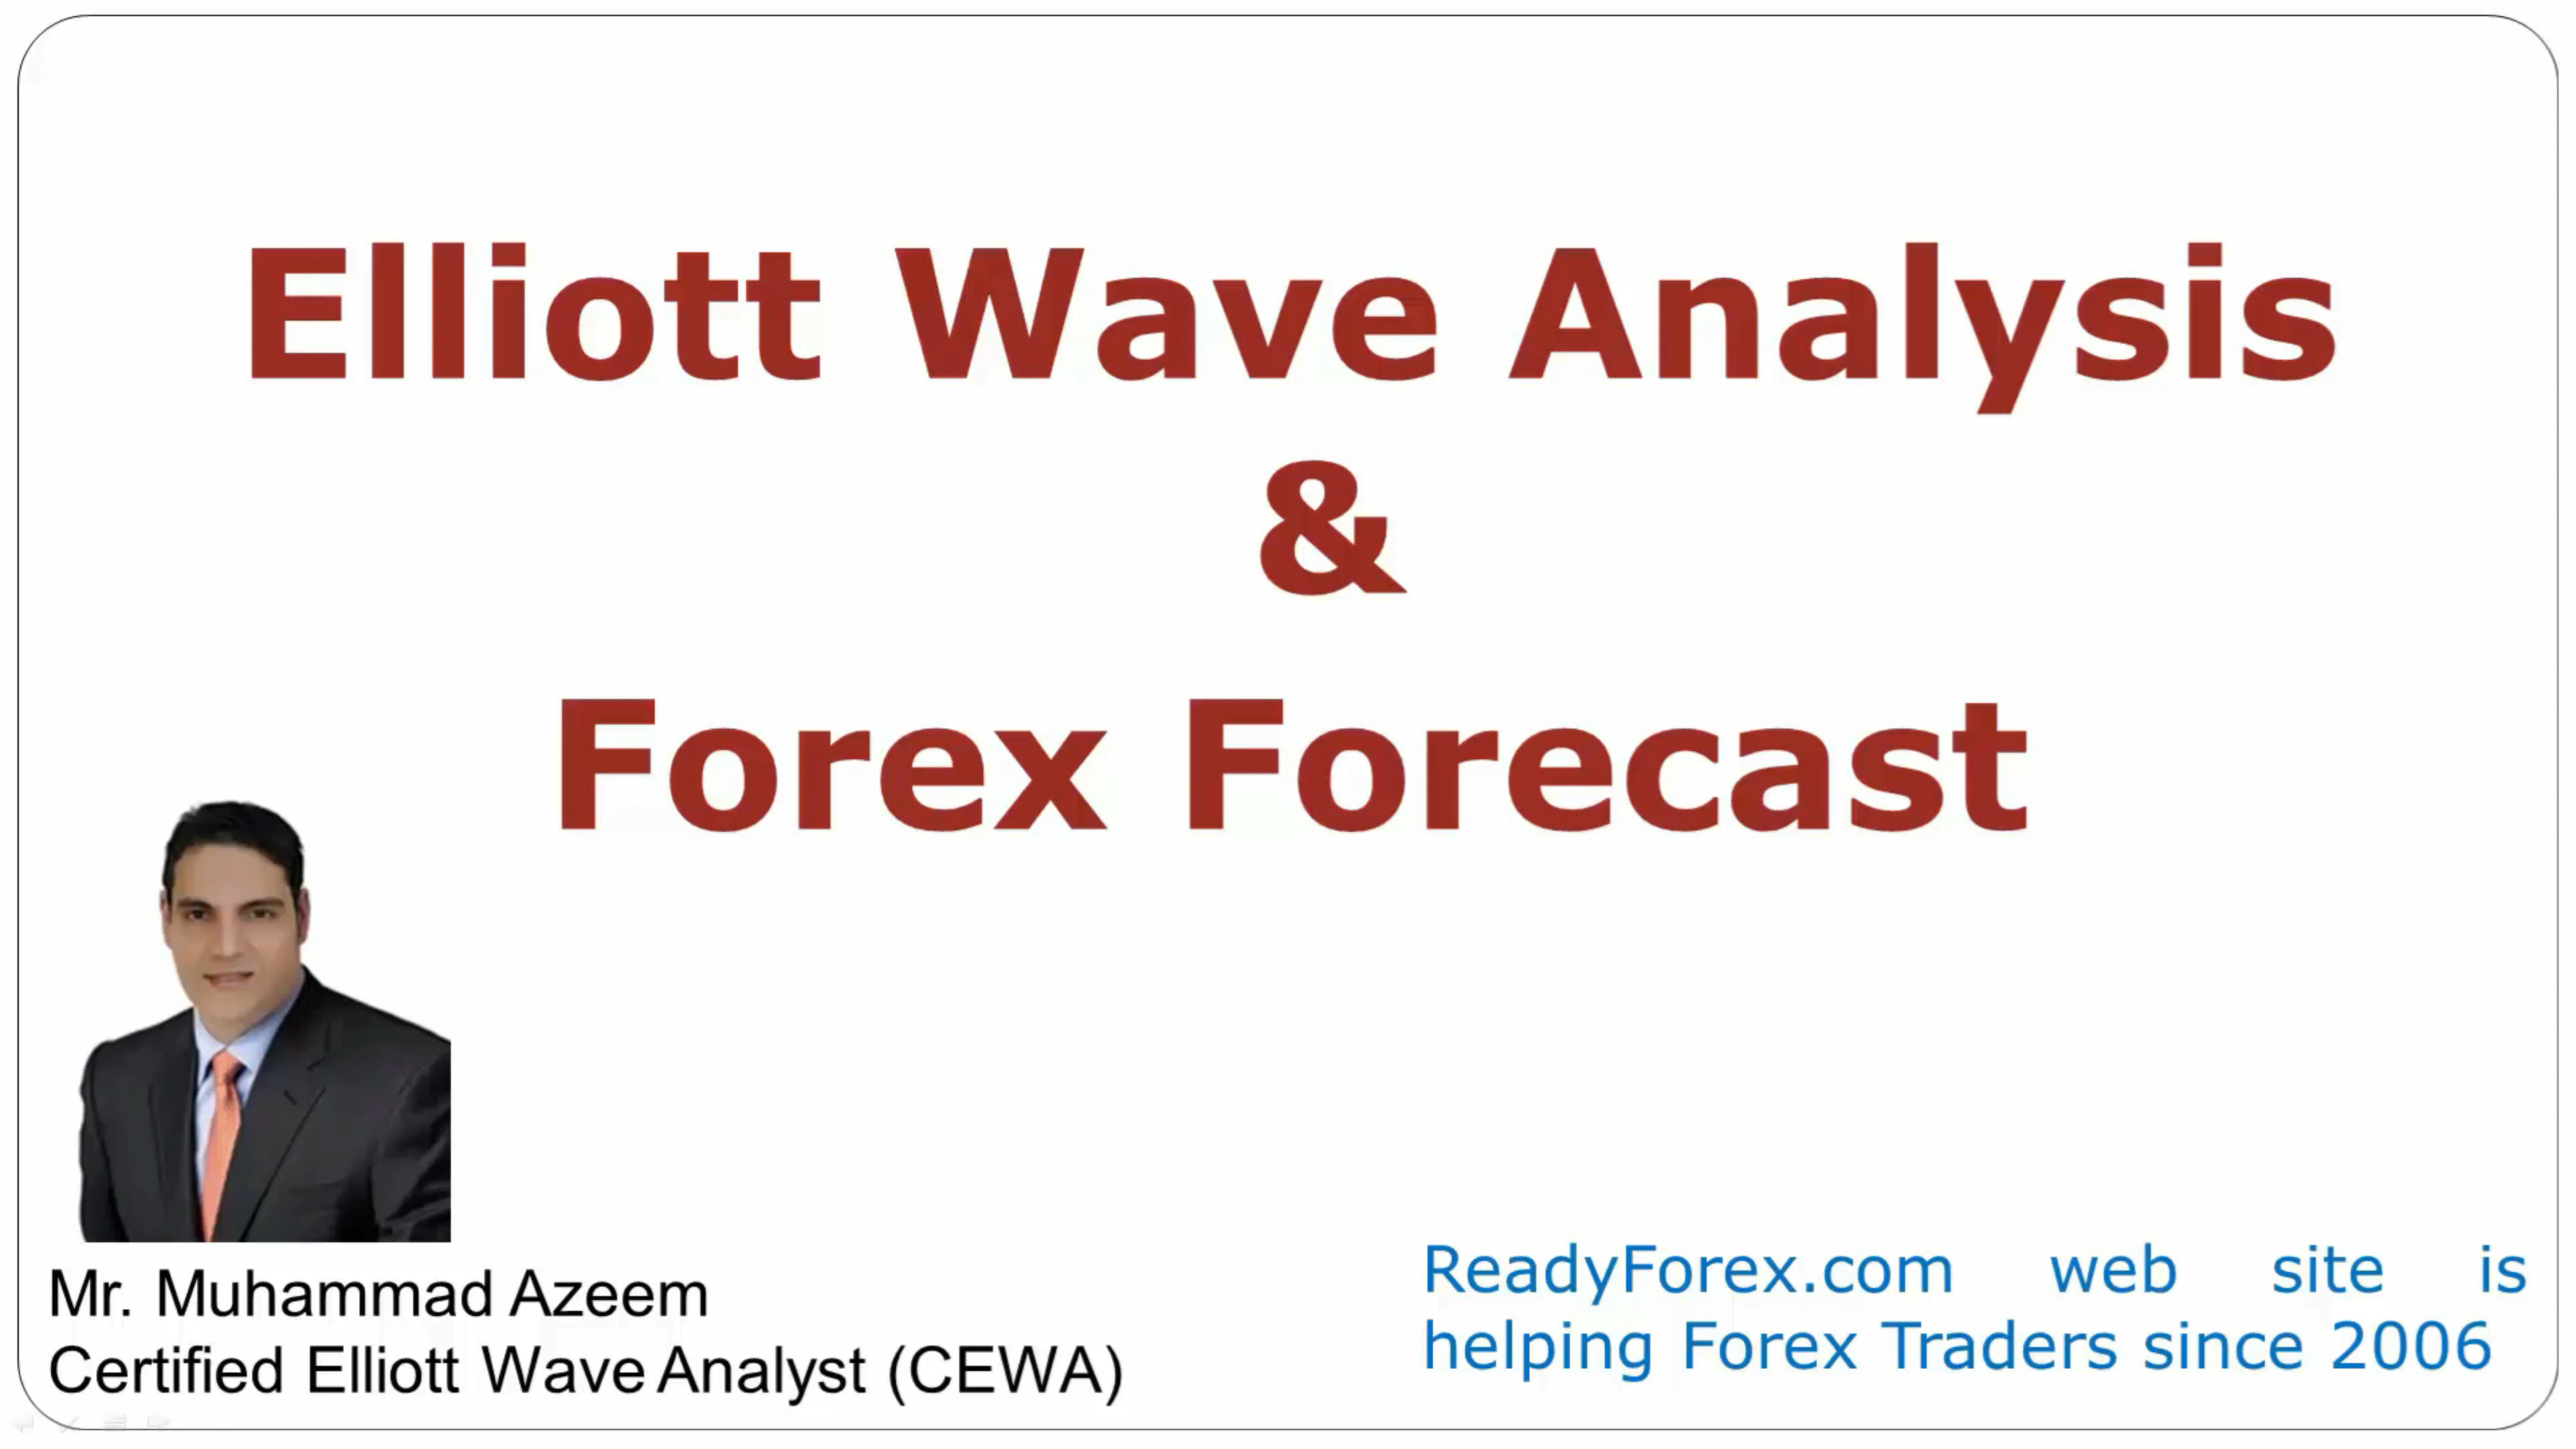 Elliott Wave Analysis
&
Forex Forecast
Mr. Muhammad Azeem
Certified Elliott Wave Analyst (CEWA)
ReadyForex.com web site is
helping Forex Traders since 2006